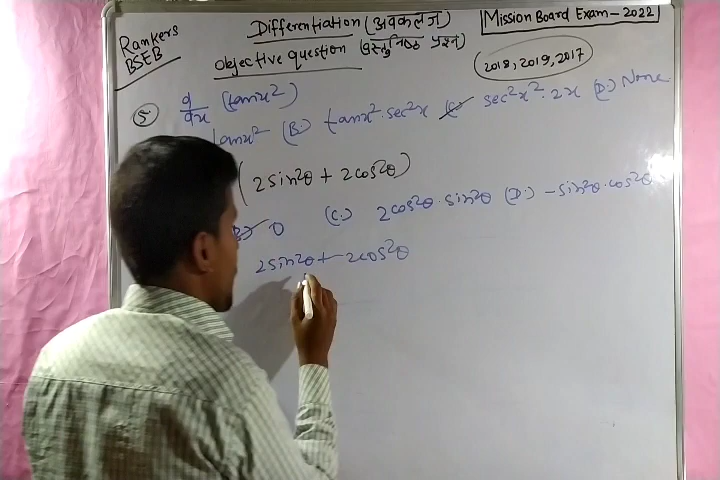 Rankers
BSEB
Differentiation (अवकलज)
Objective question (वस्तुनिष्ठ प्रश्न)
Mission Board Exam-2022
2018, 2019, 2017
5 d/dx (tanx²)
tanx² (B.) tanx²·sec²x (C) sec²x²·2x (D.) None
(2sin²θ + 2cos²θ)
B) 0 (C.) 2cos²θ·sin²θ (D.) -sin²θ·cos²θ
2sin²θ + 2cos²θ